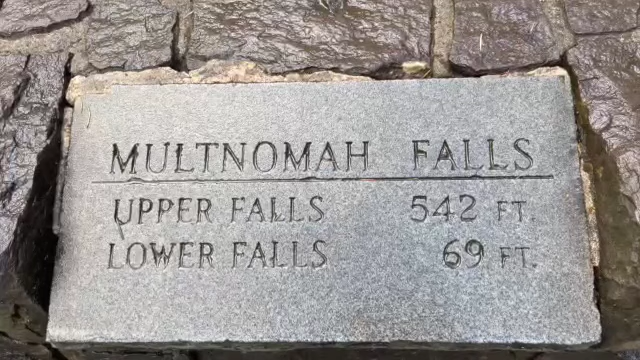 MULTNOMAH FALLS
UPPER FALLS 542 FT.
LOWER FALLS 69 FT.